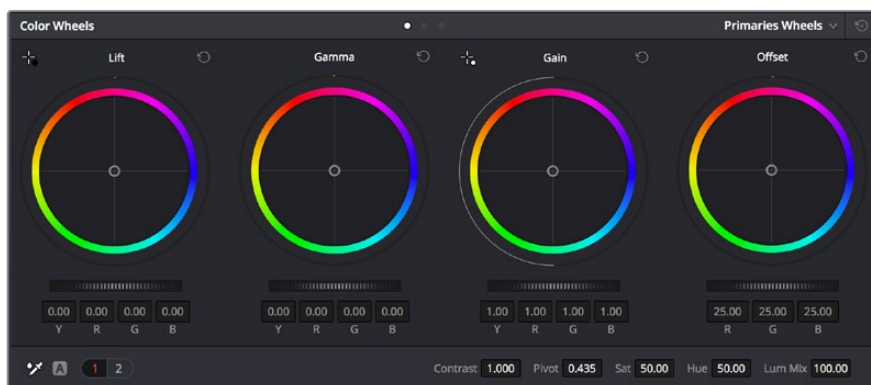 Color Wheels Primaries Wheels
Lift Gamma Gain Offset
0.00 0.00 0.00 0.00 0.00 0.00 0.00 0.00 1.00 1.00 1.00 1.00 25.00 25.00 25.00
Y R G B Y R G B Y R G B R G B
A 1 2 Contrast 1.000 Pivot 0.435 Sat 50.00 Hue 50.00 Lum Mix 100.00